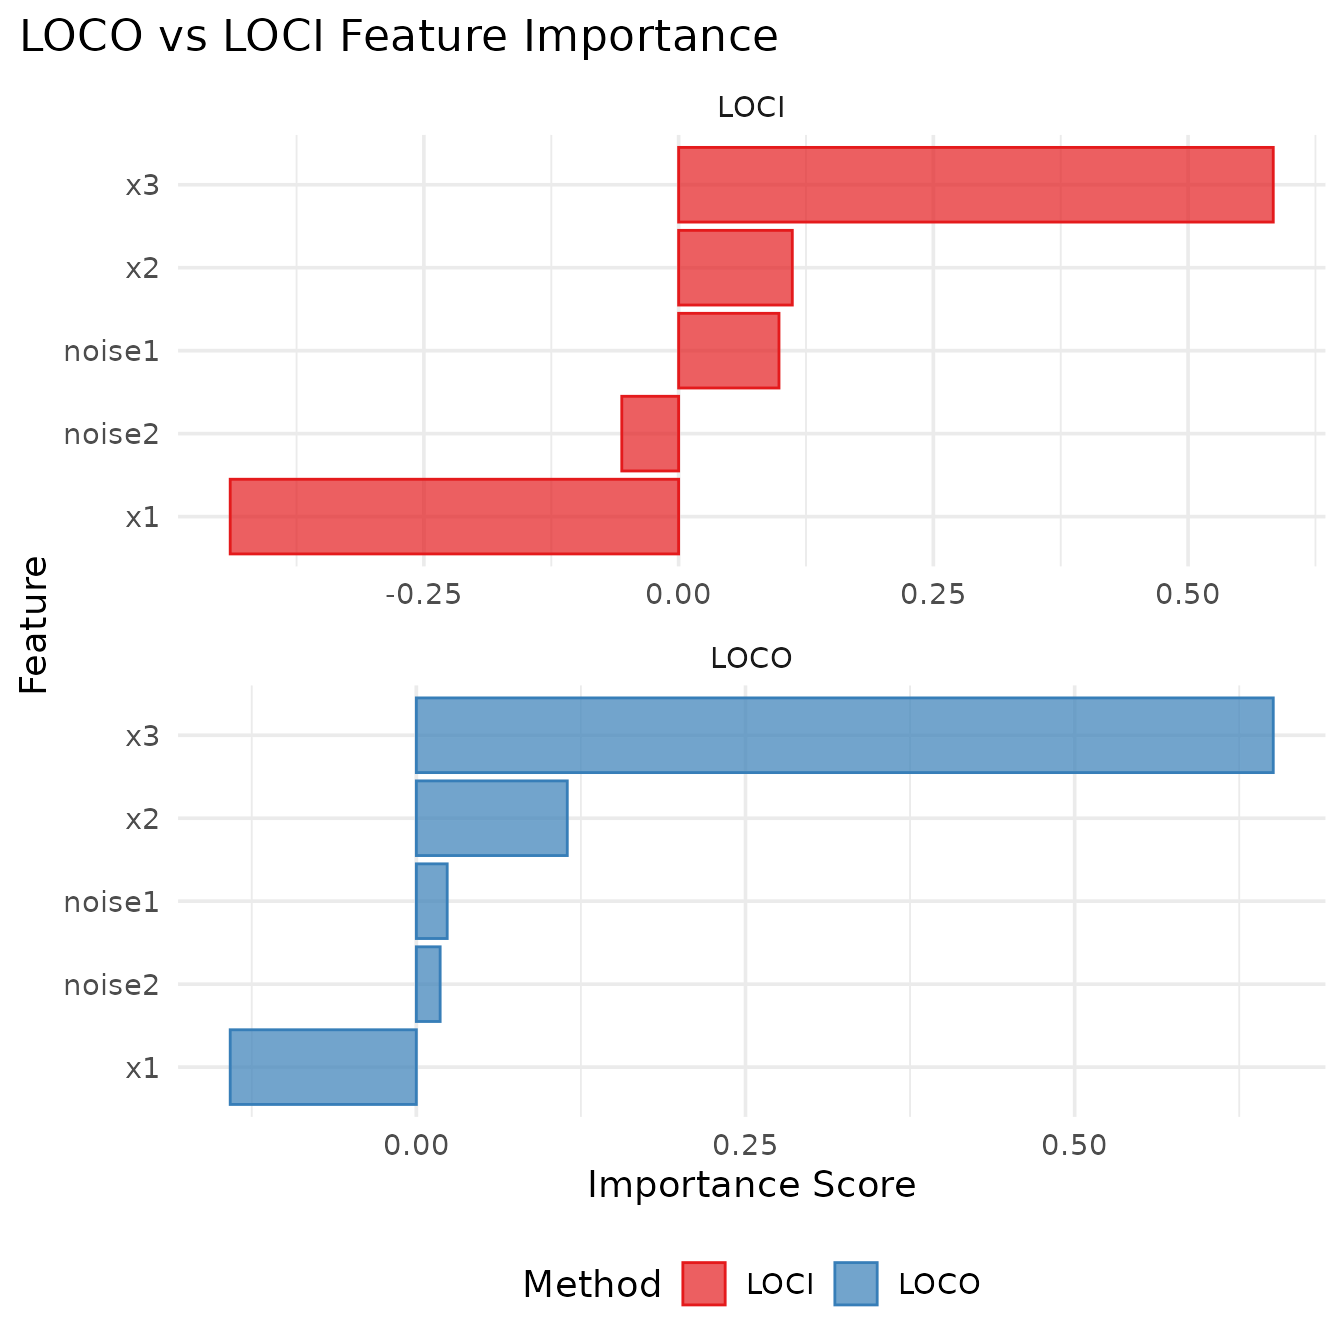 LOCO vs LOCI Feature Importance
LOCI
x3
x2
noise1
noise2
x1
-0.25 0.00 0.25 0.50
Feature
LOCO
x3
x2
noise1
noise2
x1
0.00 0.25 0.50
Importance Score
Method LOCI LOCO